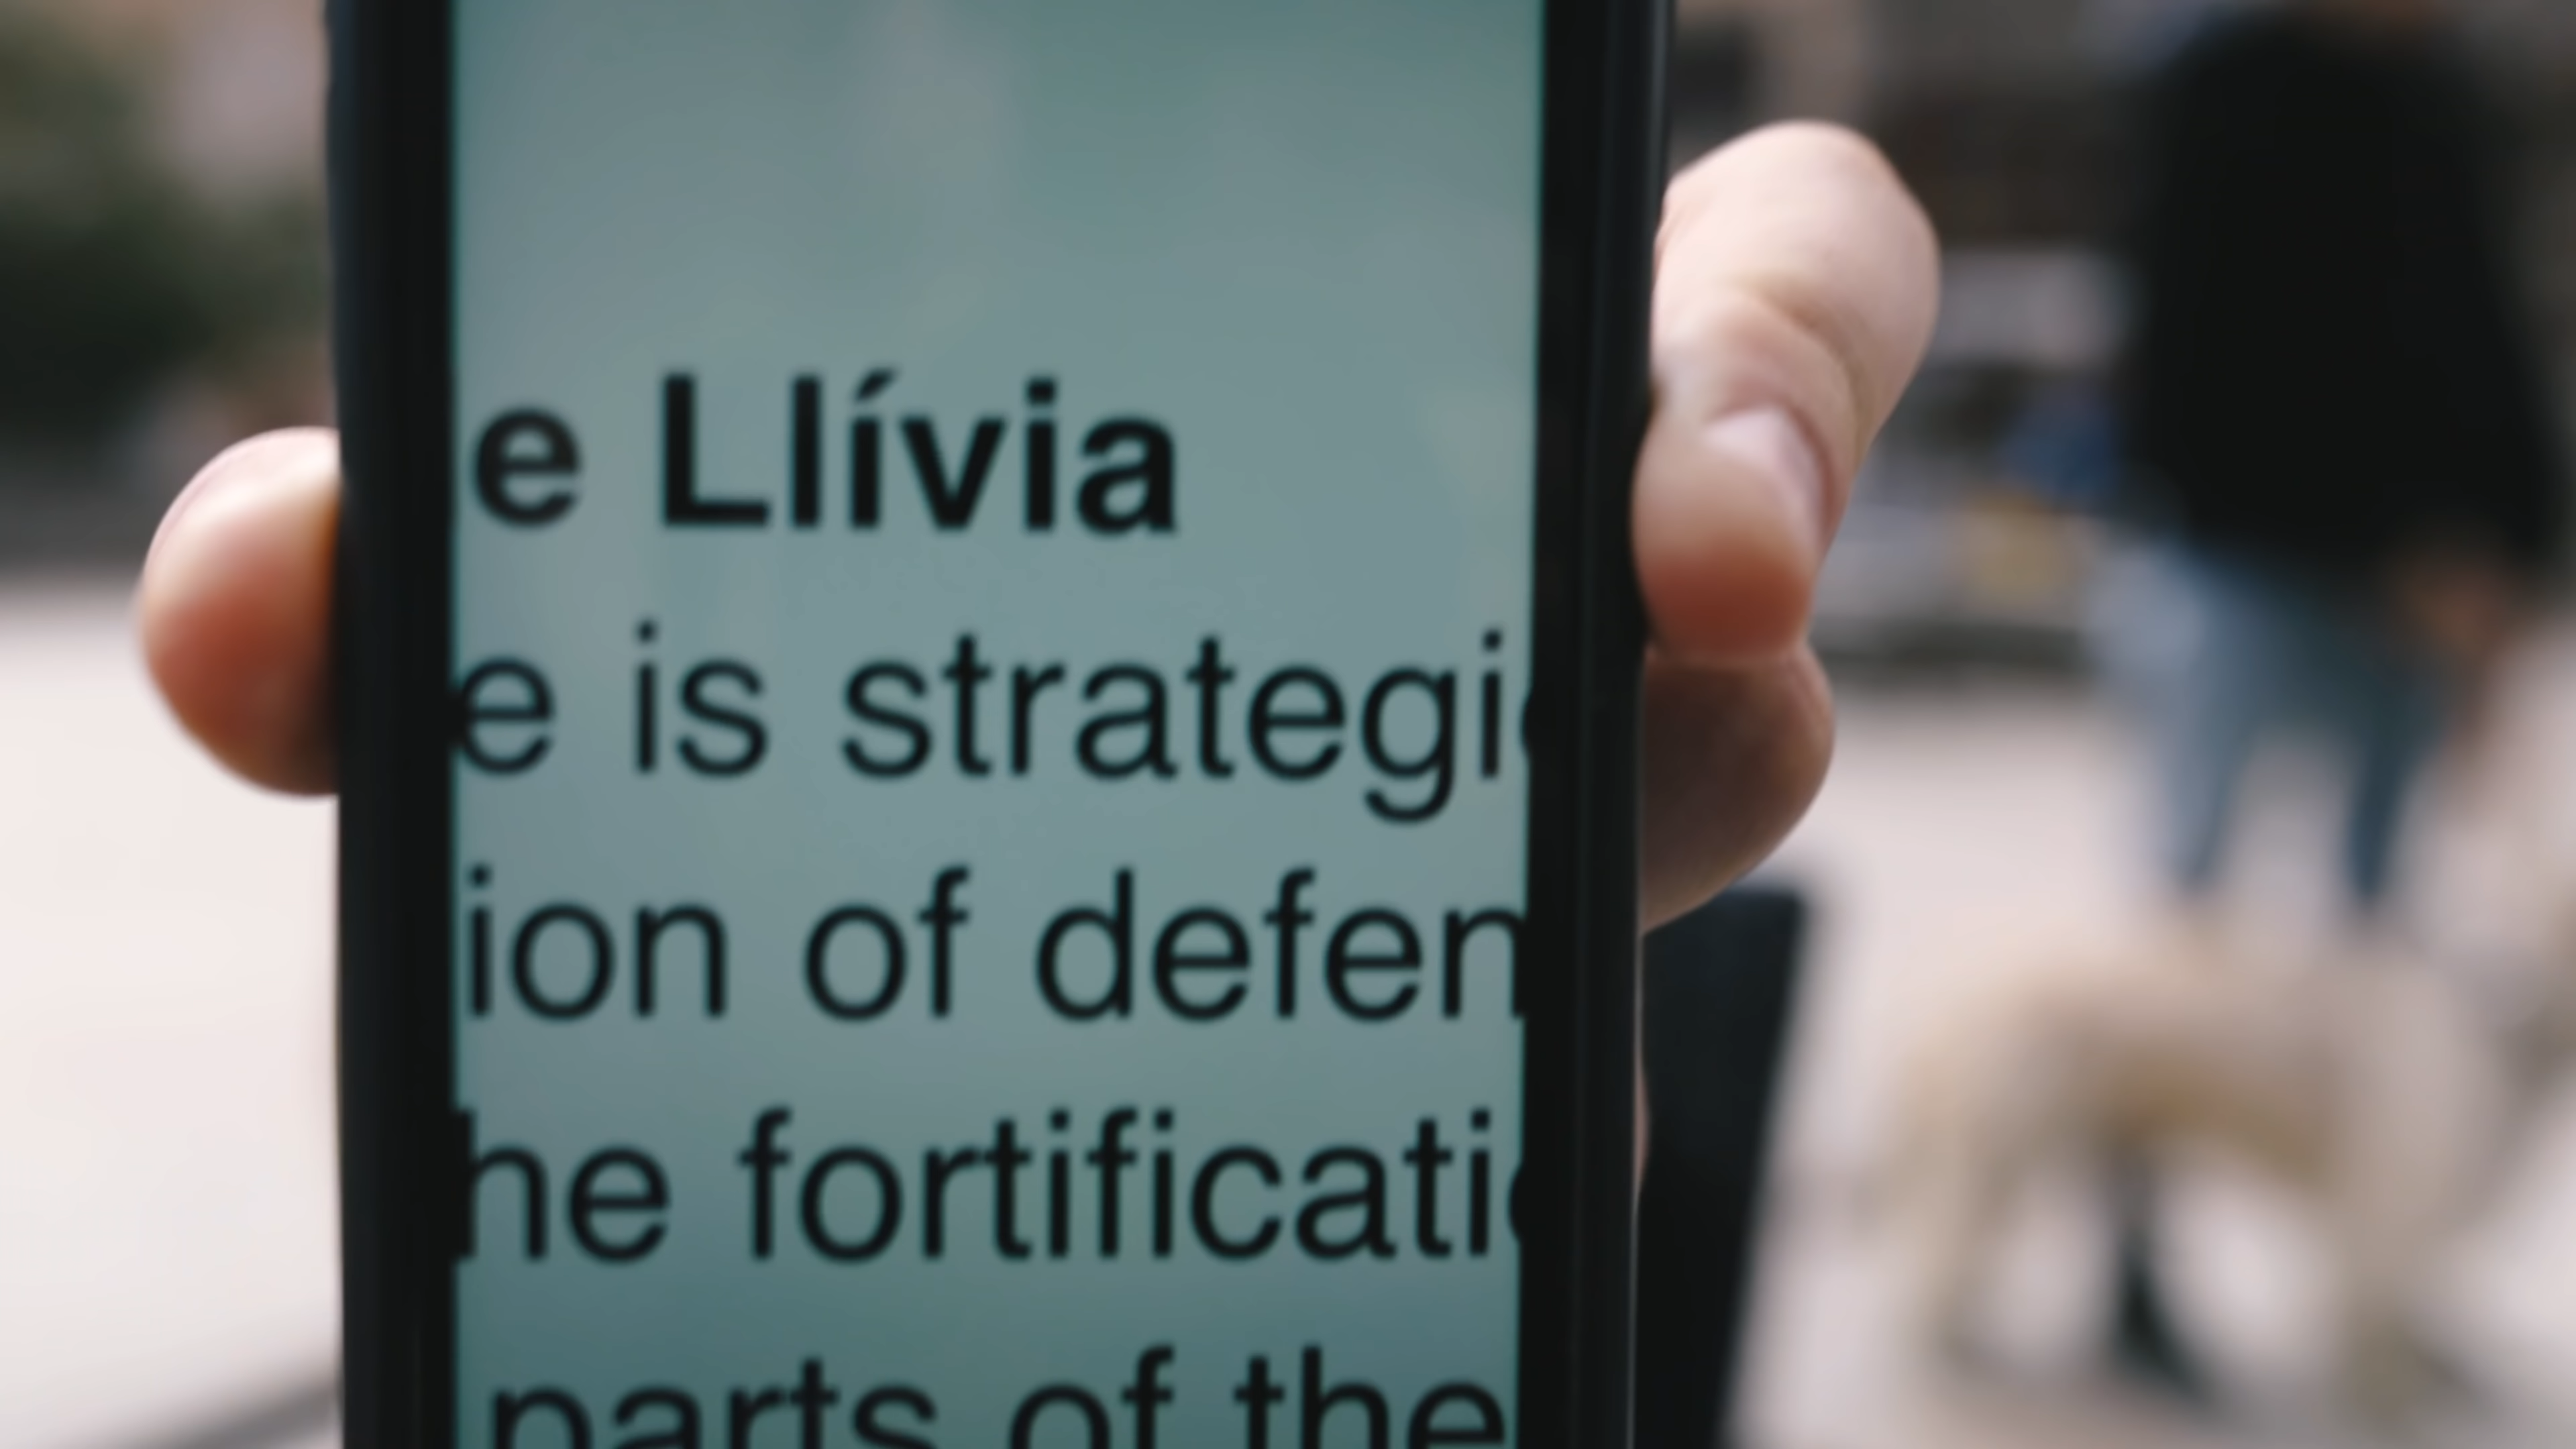 e Llívia
e is strategi
ion of defen
he fortificati
parts of the